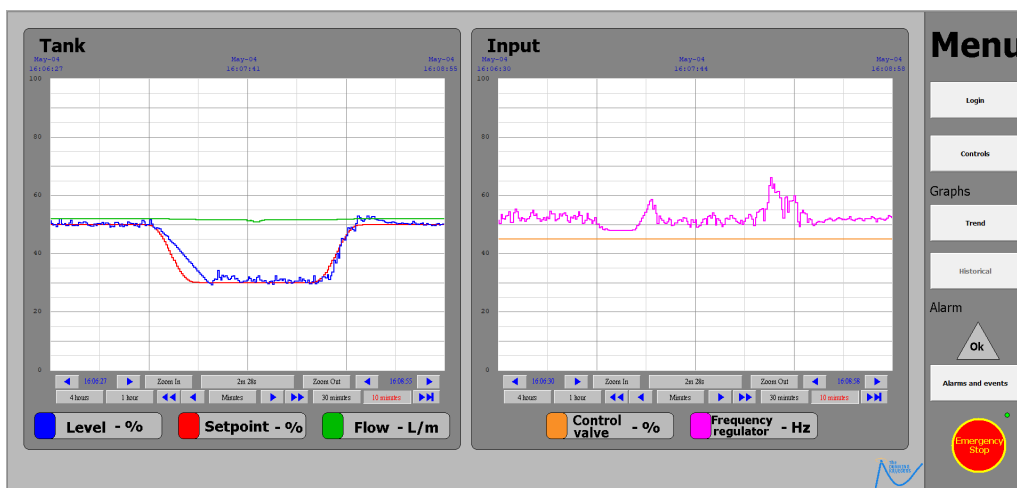 Tank
May-04 May-04 May-04
16:06:27 16:07:41 16:08:55
100
80
60
40
20
0
16:06:27 Zoom In 2m 28s Zoom Out 16:08:55
4 hours 1 hour Minutes 30 minutes 10 minutes
Level - % Setpoint - % Flow - L/m
Input
May-04 May-04 May-04
16:06:30 16:07:44 16:08:58
100
80
60
40
20
0
16:06:30 Zoom In 2m 28s Zoom Out 16:08:58
4 hours 1 hour Minutes 30 minutes 10 minutes
Control
valve - %
Frequency
regulator - Hz
Menu
Login
Controls
Graphs
Trend
Historical
Alarm
Ok
Alarms and events
Emergency
Stop